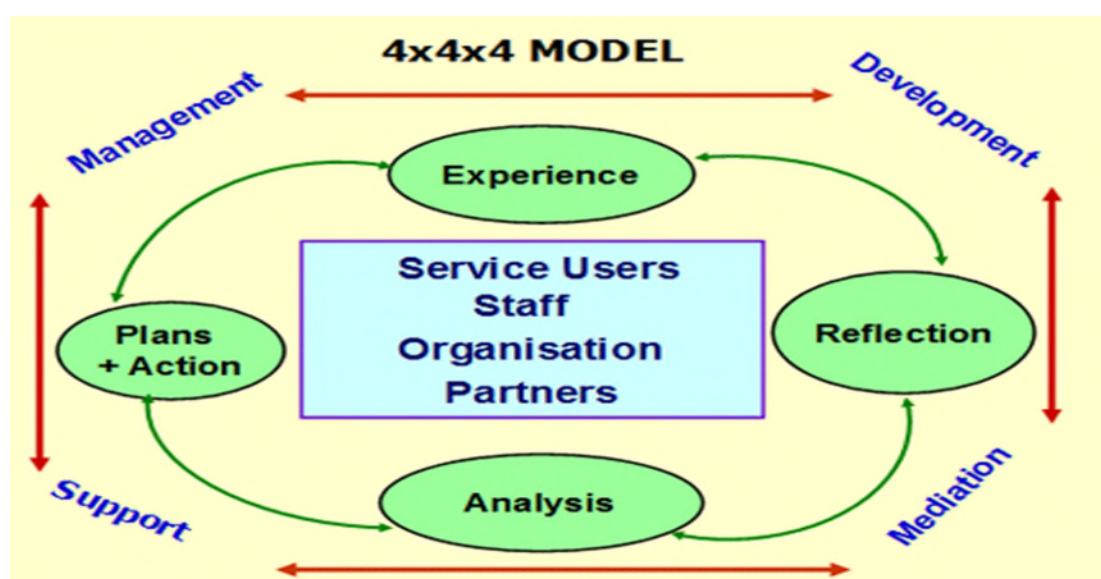 4x4x4 MODEL
Management
Development
Experience
Service Users
Staff
Organisation
Partners
Plans
+ Action
Reflection
Analysis
Support
Mediation